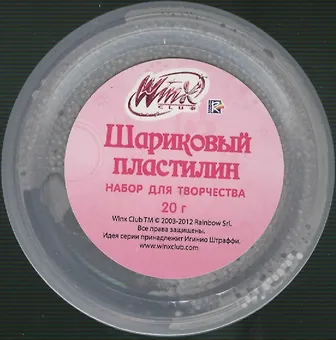 Winx
CLUB
Шариковый
пластилин
НАБОР ДЛЯ ТВОРЧЕСТВА
20 г
Winx Club TM © 2003-2012 Rainbow Srl.
Все права защищены.
Идея серии принадлежит Игинио Штраффи.
www.winxclub.com